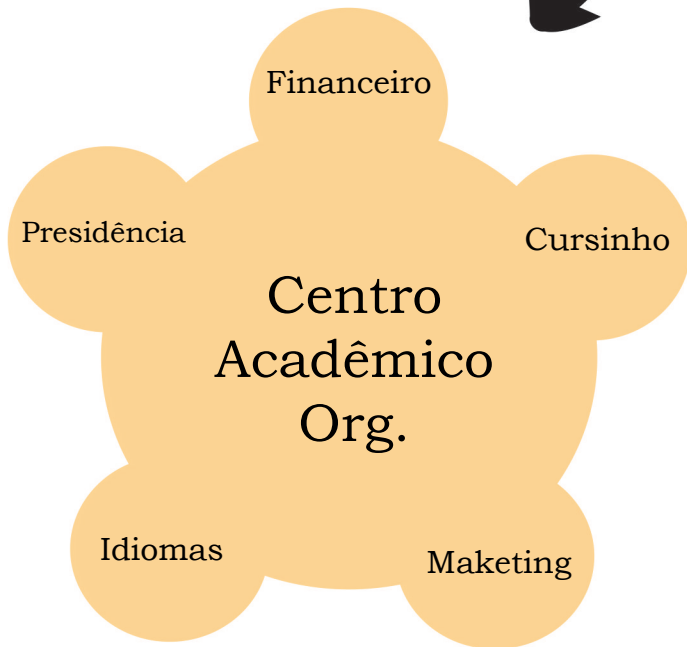 Financeiro
Presidência
Cursinho
Centro
Acadêmico
Org.
Idiomas
Maketing